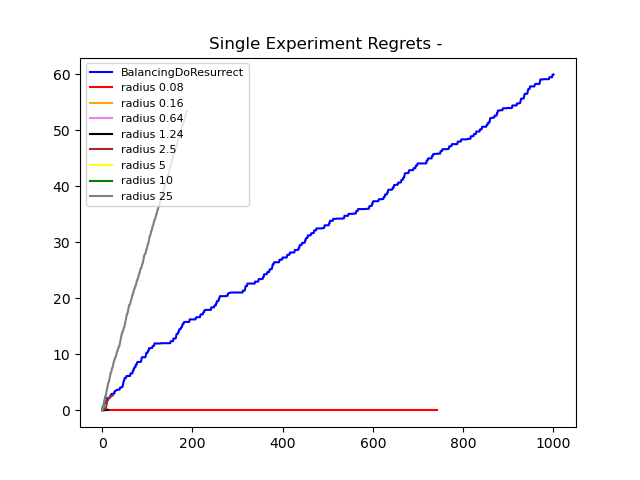 Single Experiment Regrets -
BalancingDoResurrect
radius 0.08
radius 0.16
radius 0.64
radius 1.24
radius 2.5
radius 5
radius 10
radius 25
60
50
40
30
20
10
0
0 200 400 600 800 1000